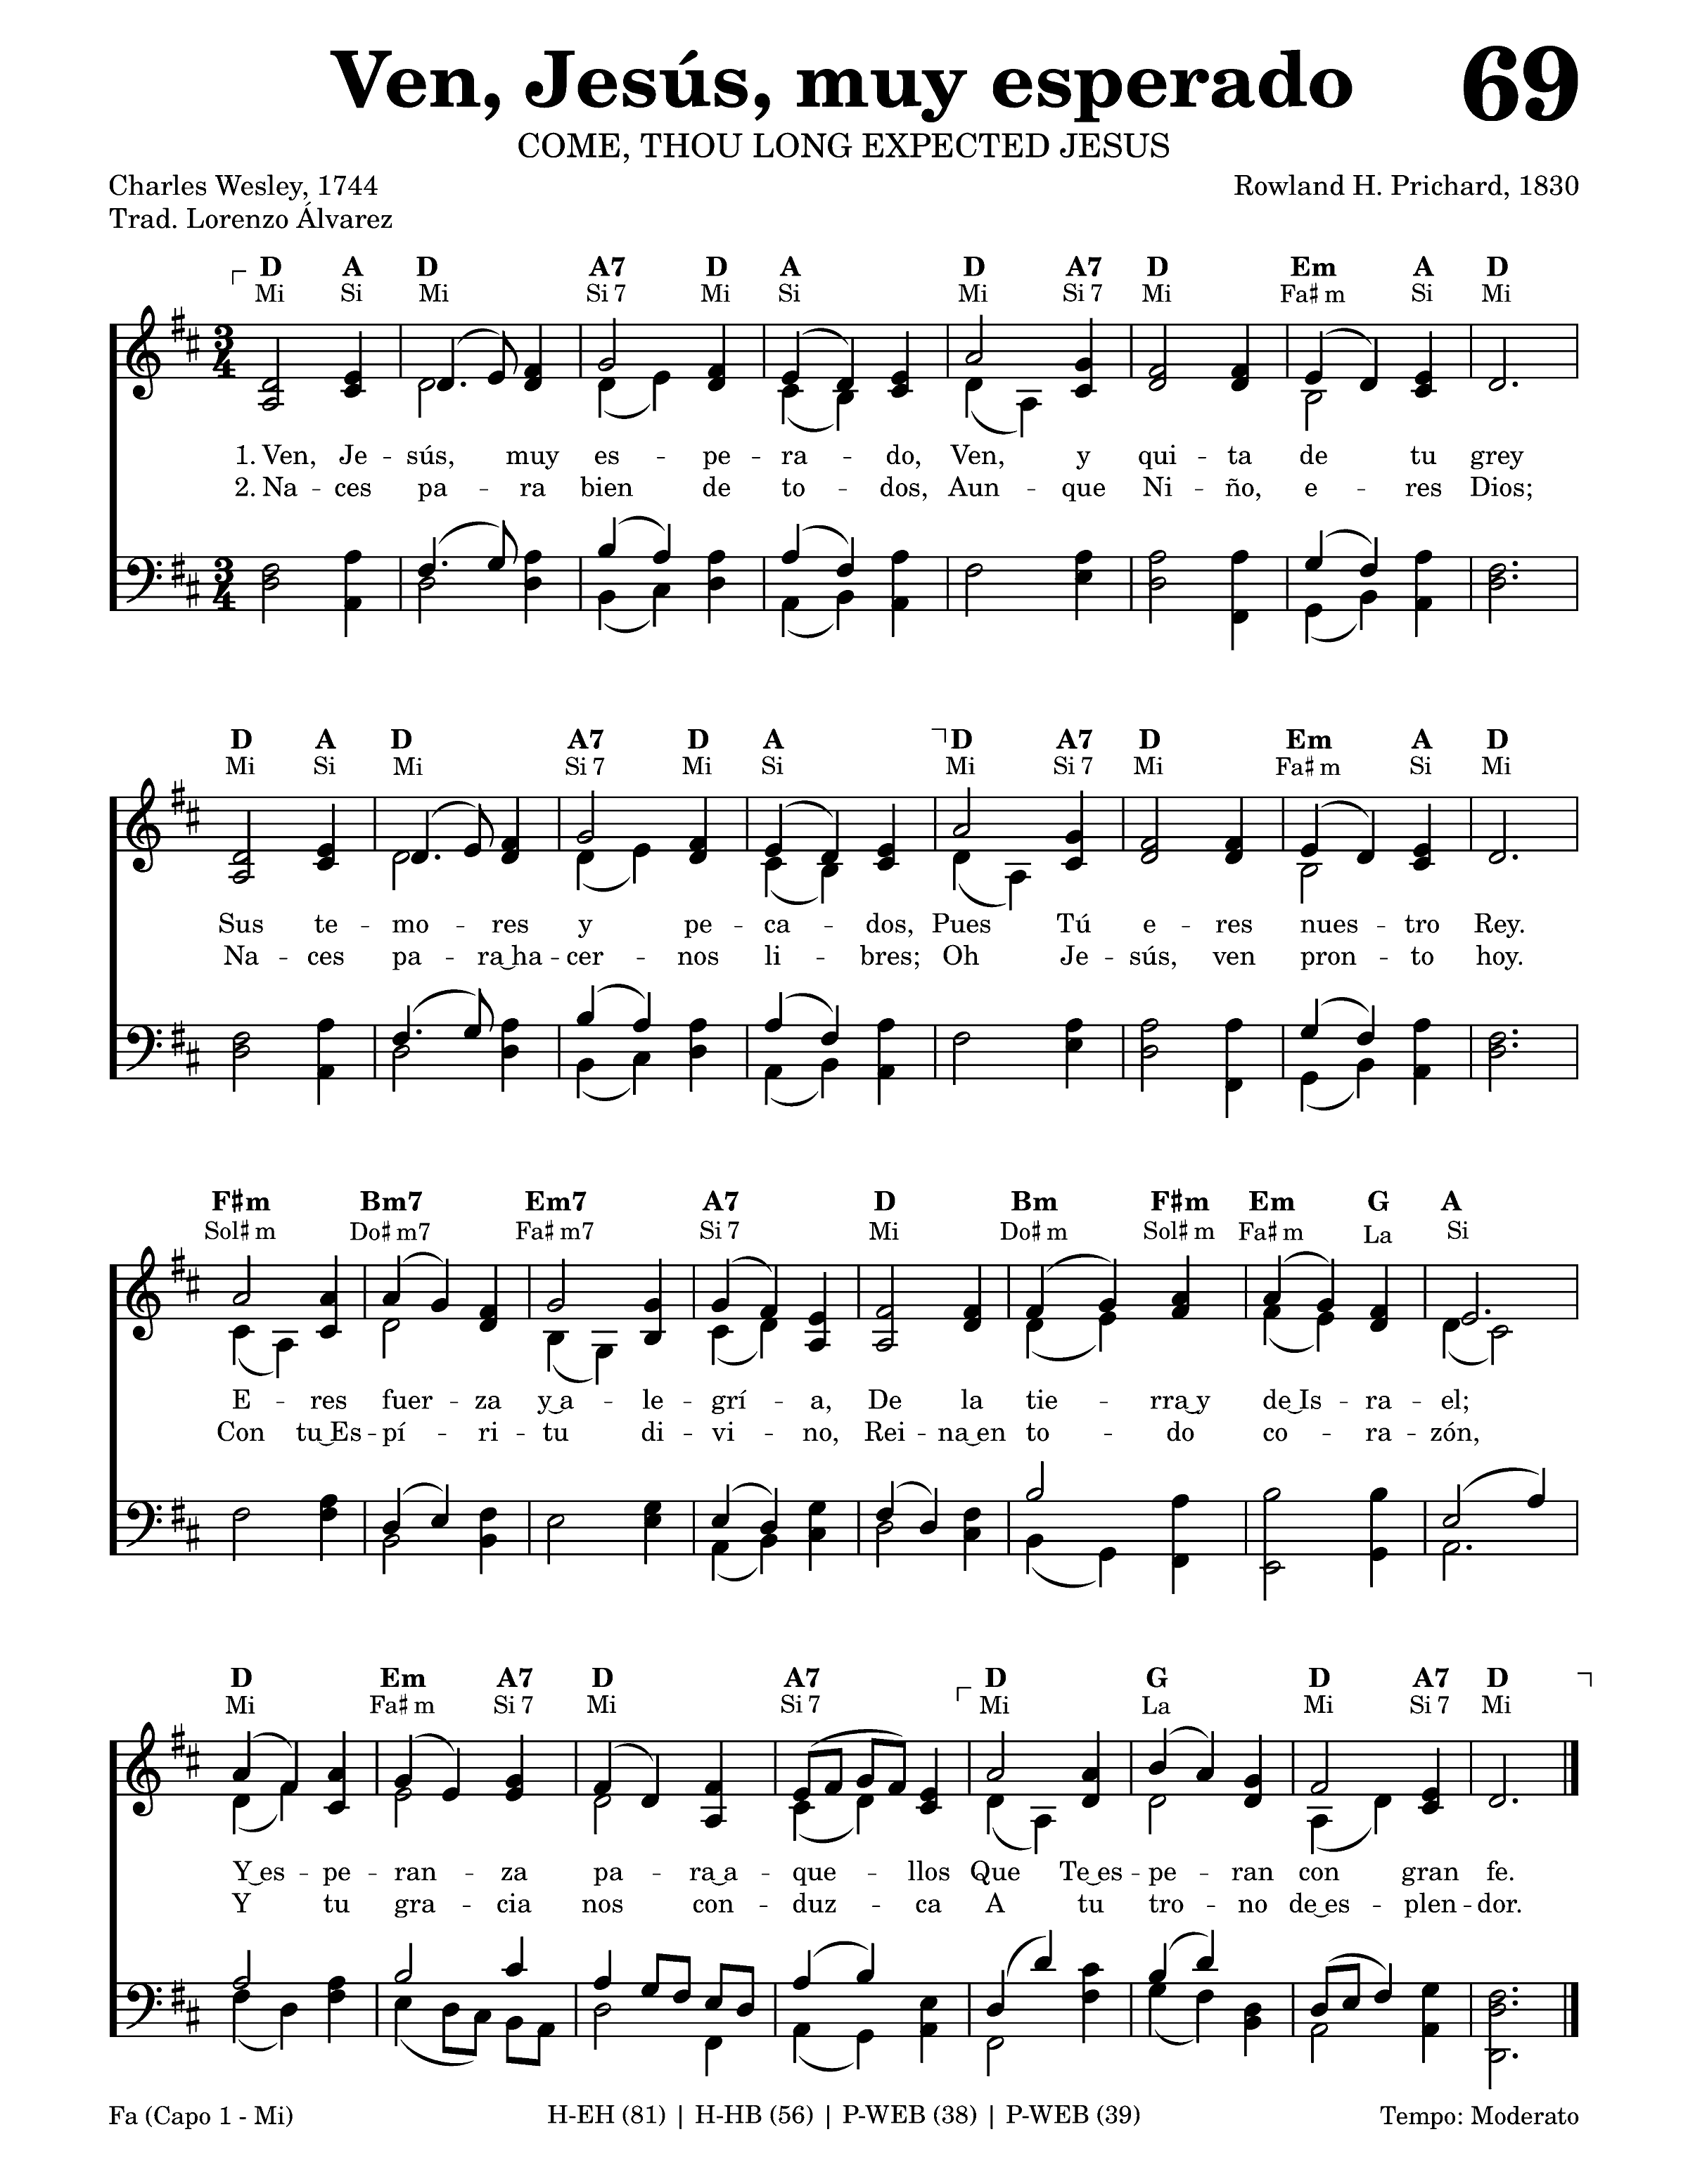 Ven, Jesús, muy esperado 69
COME, THOU LONG EXPECTED JESUS
Charles Wesley, 1744 Rowland H. Prichard, 1830
Trad. Lorenzo Álvarez
D A D A7 D A D A7 D Em A D
Mi Si Mi Si 7 Mi Si Mi Si 7 Mi Fa♯ m Si Mi
3 4
1. Ven, Je - sús, muy es - pe - ra - do, Ven, y qui - ta de tu grey
2. Na - ces pa - ra bien de to - dos, Aun - que Ni - ño, e - res Dios;
3 4
D A D A7 D A D A7 D Em A D
Mi Si Mi Si 7 Mi Si Mi Si 7 Mi Fa♯ m Si Mi
Sus te - mo - res y pe - ca - dos, Pues Tú e - res nues - tro Rey.
Na - ces pa - ra‿ha - cer - nos li - bres; Oh Je - sús, ven pron - to hoy.
F♯m Bm7 Em7 A7 D Bm F♯m Em G A
Sol♯ m Do♯ m7 Fa♯ m7 Si 7 Mi Do♯ m Sol♯ m Fa♯ m La Si
E - res fuer - za y‿a - le - grí - a, De la tie - rra‿y de‿Is - ra - el;
Con tu‿Es - pí - ri - tu di - vi - no, Rei - na‿en to - do co - ra - zón,
D Em A7 D A7 D G D A7 D
Mi Fa♯ m Si 7 Mi Si 7 Mi La Mi Si 7 Mi
Y‿es - pe - ran - za pa - ra‿a - que - llos Que Te‿es - pe - ran con gran fe.
Y tu gra - cia nos con - duz - ca A tu tro - no de‿es - plen - dor.
Fa (Capo 1 - Mi) H-EH (81) | H-HB (56) | P-WEB (38) | P-WEB (39) Tempo: Moderato